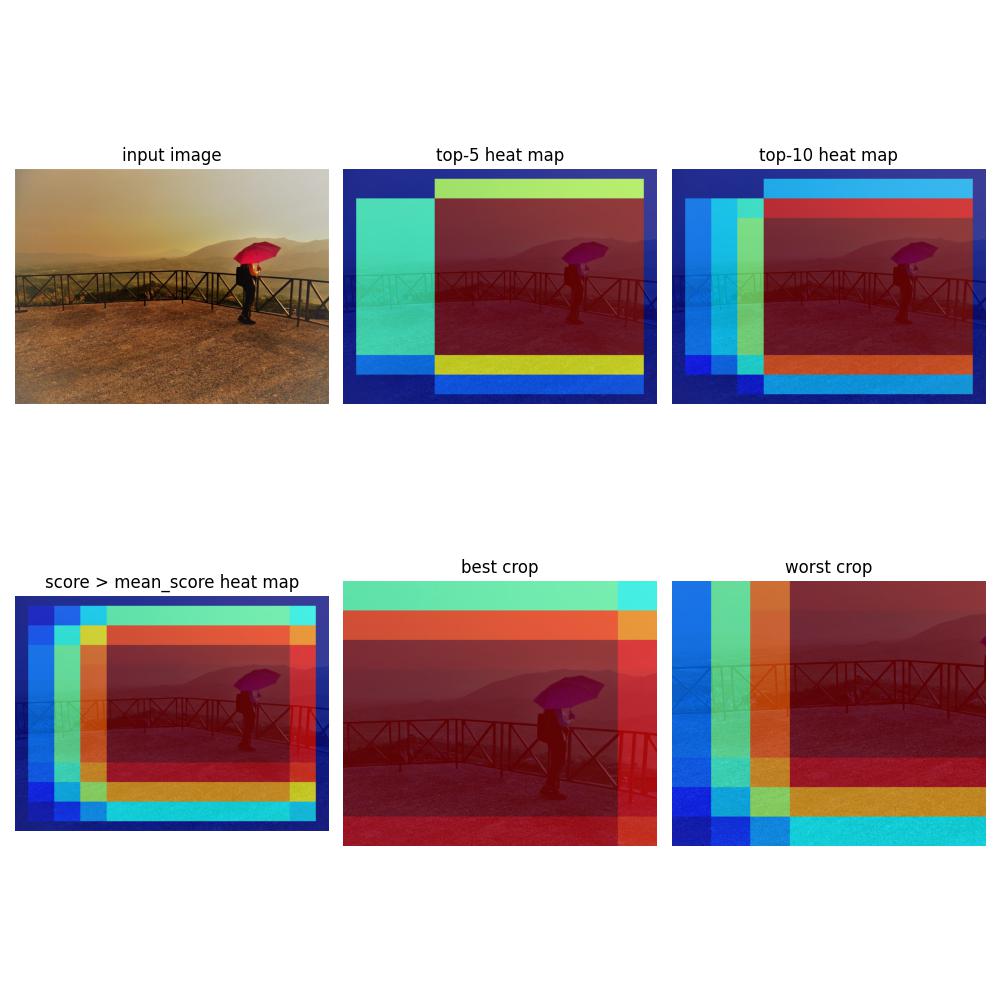 input image
top-5 heat map
top-10 heat map
score > mean_score heat map
best crop
worst crop